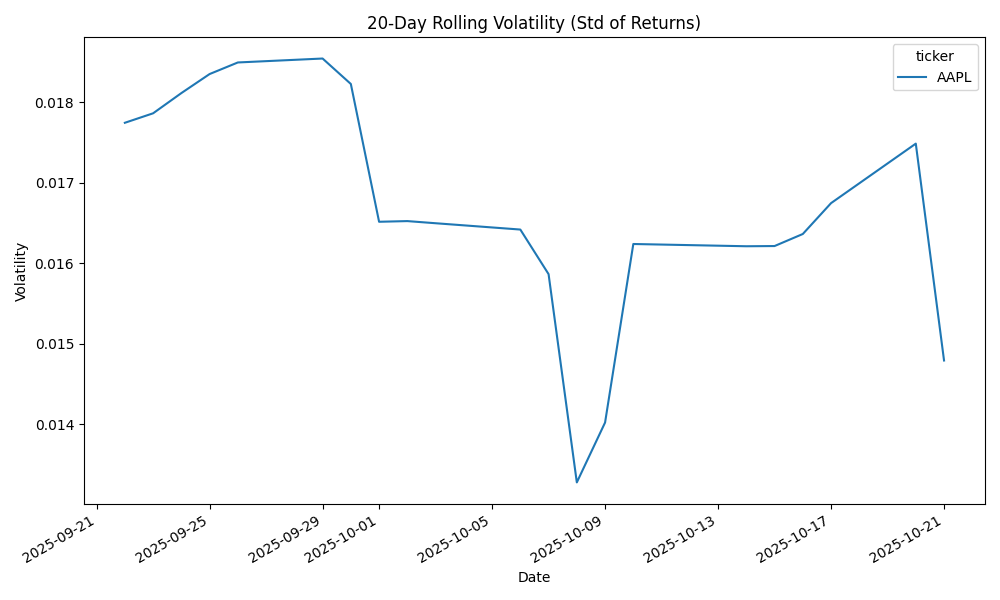 20-Day Rolling Volatility (Std of Returns)
ticker
AAPL
0.018
0.017
0.016
0.015
0.014
Volatility
2025-09-21
2025-09-25
2025-09-29
2025-10-01
2025-10-05
2025-10-09
2025-10-13
2025-10-17
2025-10-21
Date